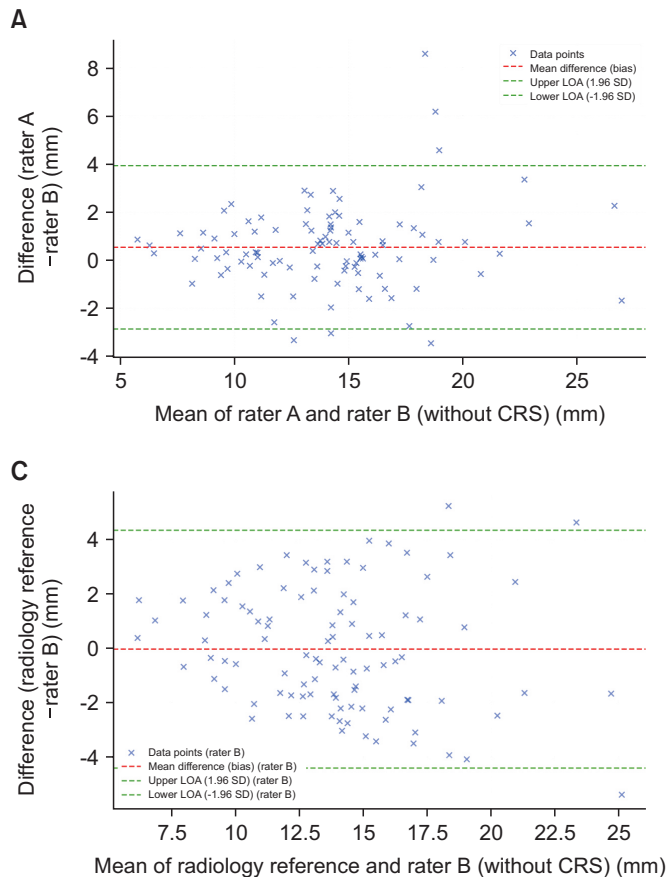 A
Difference (rater A
−rater B) (mm)
8
6
4
2
0
-2
-4
Data points
Mean difference (bias)
Upper LOA (1.96 SD)
Lower LOA (-1.96 SD)
5
10
15
20
25
Mean of rater A and rater B (without CRS) (mm)
C
Difference (radiology reference
−rater B) (mm)
4
2
0
-2
-4
Data points (rater B)
Mean difference (bias) (rater B)
Upper LOA (1.96 SD) (rater B)
Lower LOA (-1.96 SD) (rater B)
7.5
10
12.5
15
17.5
20
22.5
25
Mean of radiology reference and rater B (without CRS) (mm)